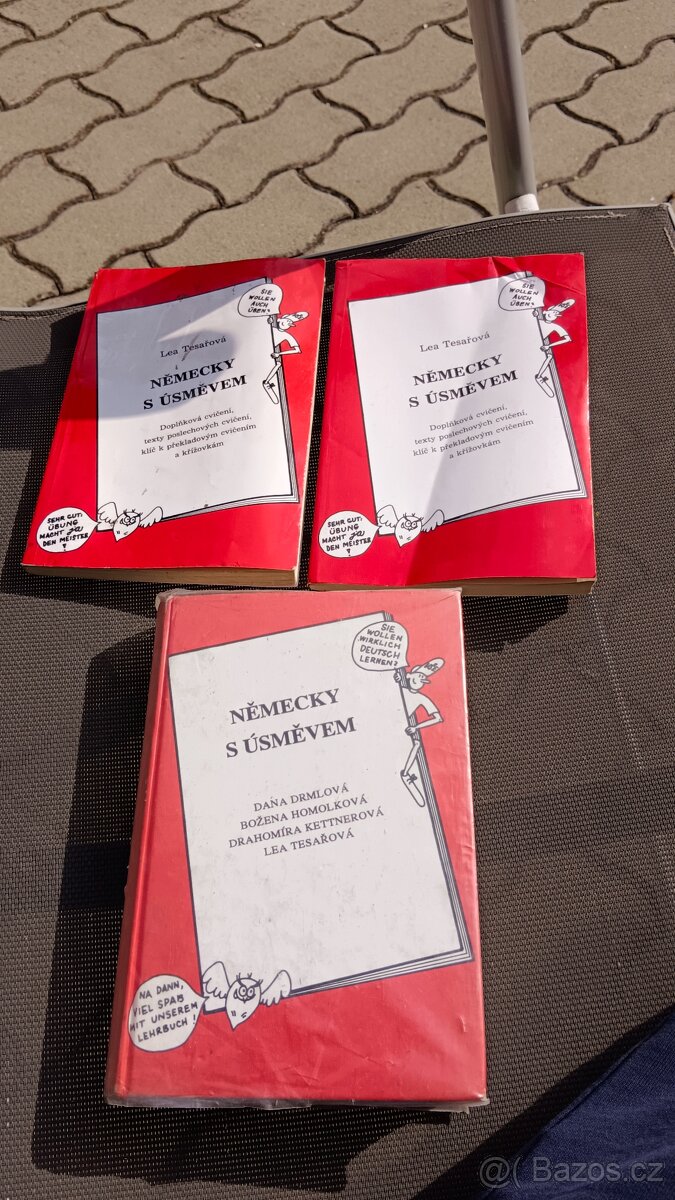 SIE
WOLLEN
AUCH
ÜBEN?
Lea Tesařová
NĚMECKY
S ÚSMĚVEM
Doplňková cvičení,
texty poslechových cvičení,
klíč k překladovým cvičením
a křížovkám
SEHR GUT!
ÜBUNG
MACHT JA
DEN MEISTER
!
SIE
WOLLEN
AUCH
ÜBEN?
Lea Tesařová
NĚMECKY
S ÚSMĚVEM
Doplňková cvičení,
texty poslechových cvičení,
klíč k překladovým cvičením
a křížovkám
SEHR GUT!
ÜBUNG
MACHT JA
DEN MEISTER
!
SIE
WOLLEN
WIRKLICH
DEUTSCH
LERNEN?
NĚMECKY
S ÚSMĚVEM
DANA DRMLOVÁ
BOŽENA HOMOLKOVÁ
DRAHOMÍRA KETTNEROVÁ
LEA TESAŘOVÁ
NA DANN,
VIEL SPAß
MIT UNSEREM
LEHRBUCH!
@( Bazos.cz